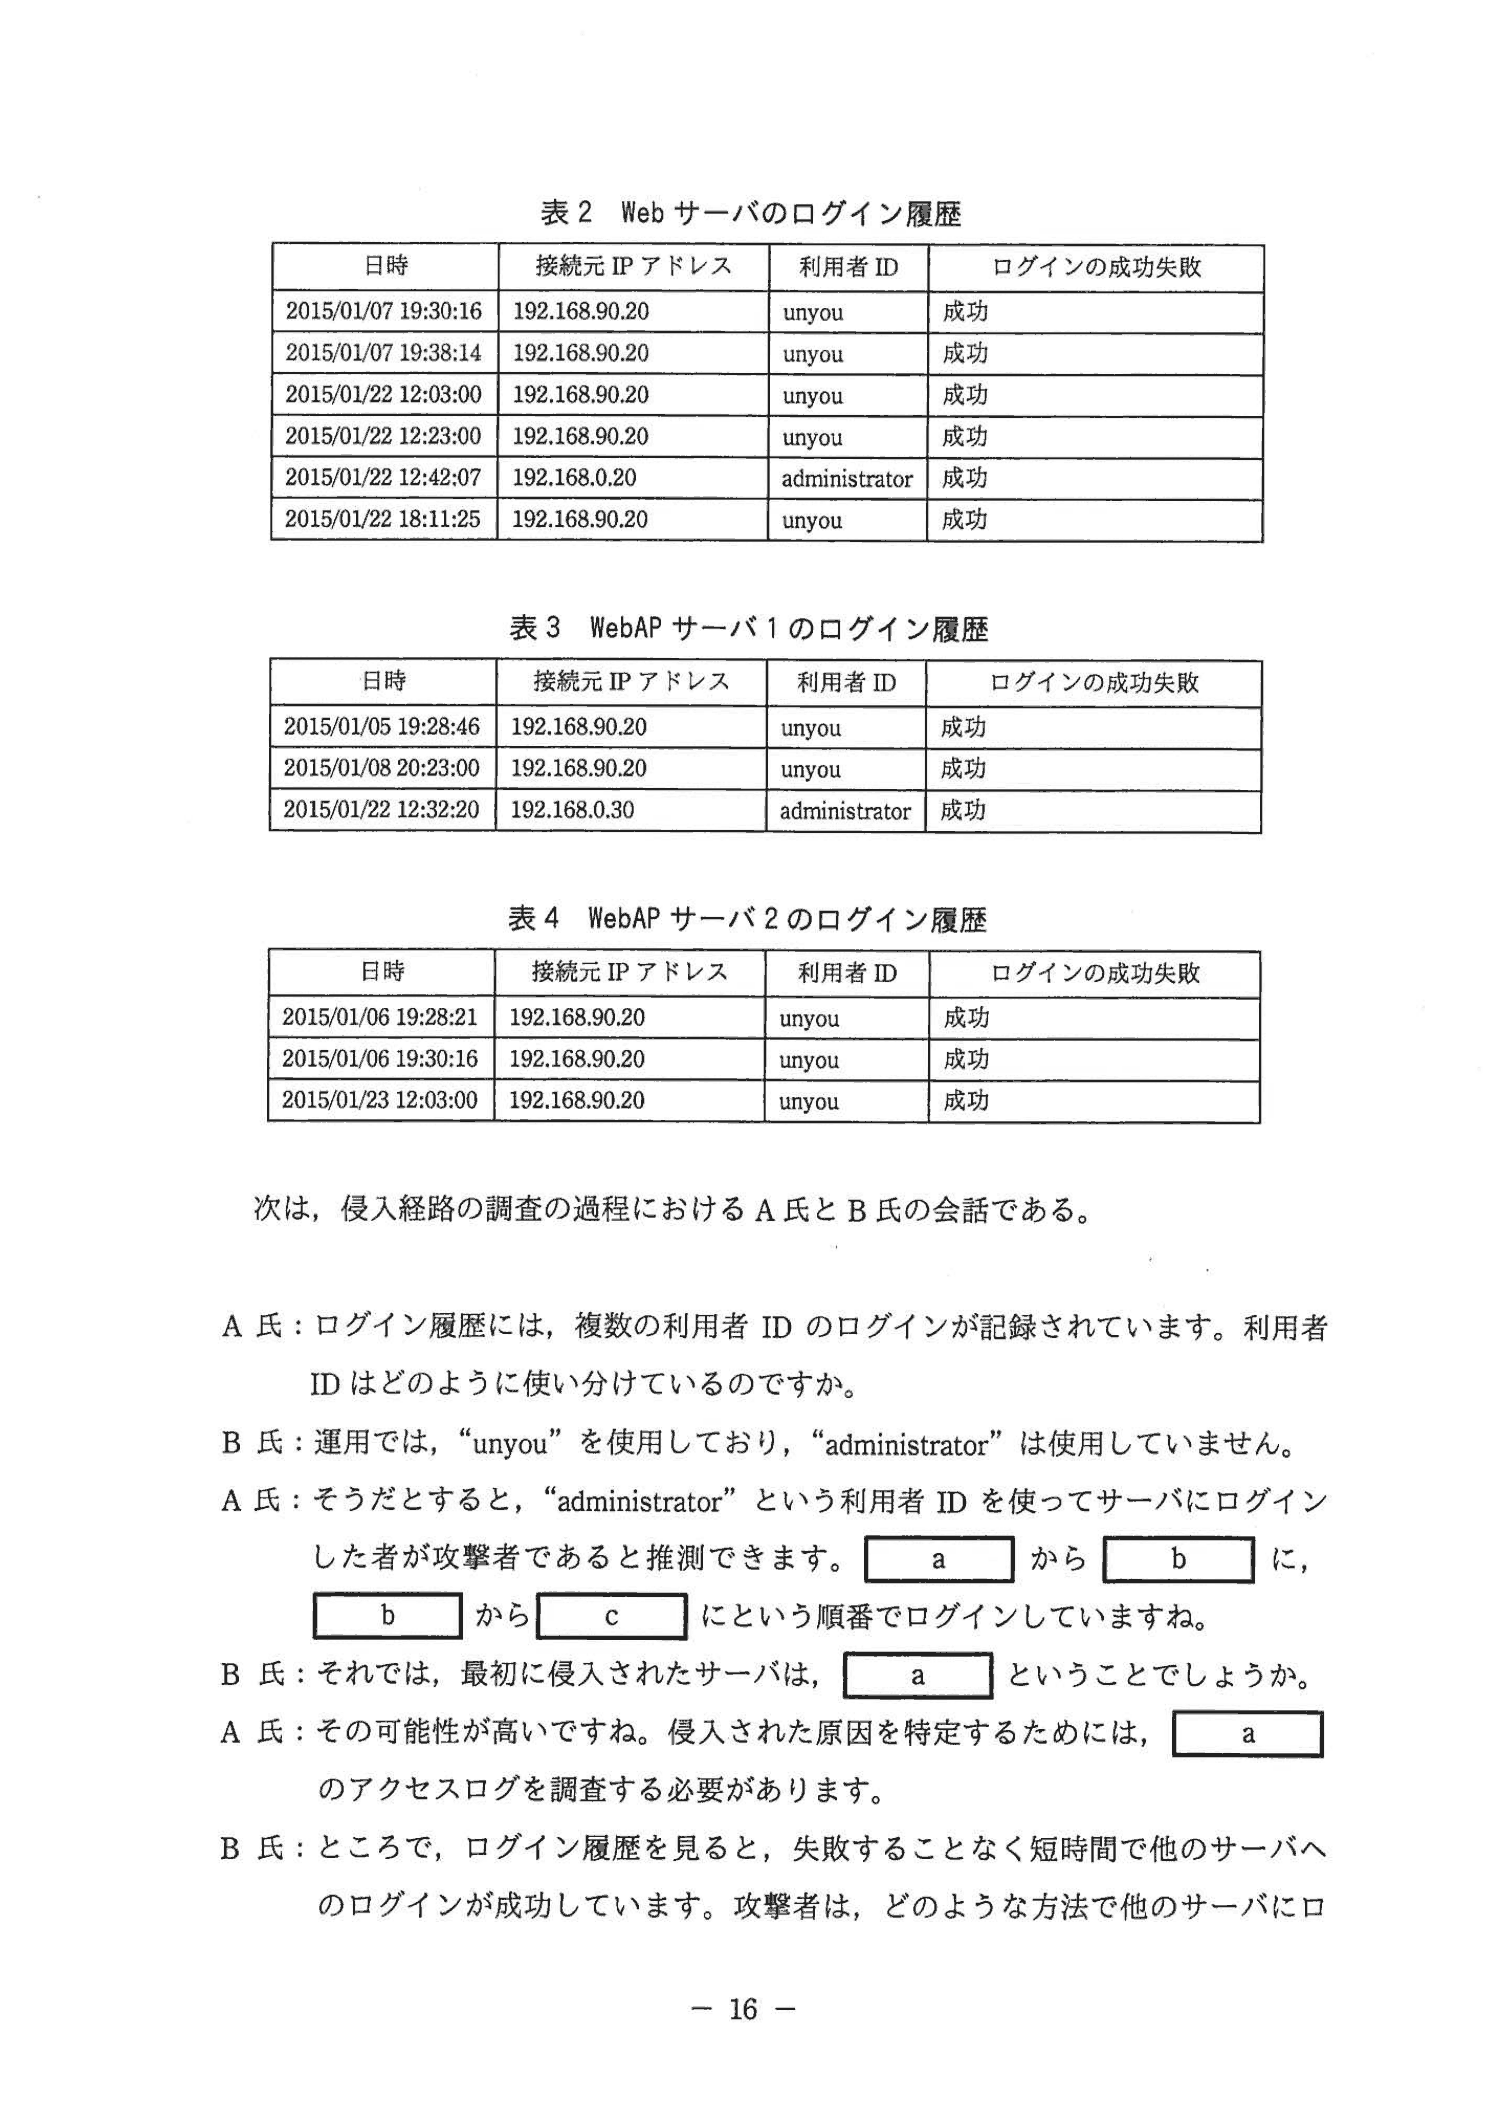 表2 Webサーバのログイン履歴
日時 接続元IPアドレス 利用者ID ログインの成功失敗
2015/01/07 19:30:16 192.168.90.20 unyou 成功
2015/01/07 19:38:14 192.168.90.20 unyou 成功
2015/01/22 12:03:00 192.168.90.20 unyou 成功
2015/01/22 12:23:00 192.168.90.20 unyou 成功
2015/01/22 12:42:07 192.168.0.20 administrator 成功
2015/01/22 18:11:25 192.168.90.20 unyou 成功
表3 WebAPサーバ1のログイン履歴
日時 接続元IPアドレス 利用者ID ログインの成功失敗
2015/01/05 19:28:46 192.168.90.20 unyou 成功
2015/01/08 20:23:00 192.168.90.20 unyou 成功
2015/01/22 12:32:20 192.168.0.30 administrator 成功
表4 WebAPサーバ2のログイン履歴
日時 接続元IPアドレス 利用者ID ログインの成功失敗
2015/01/06 19:28:21 192.168.90.20 unyou 成功
2015/01/06 19:30:16 192.168.90.20 unyou 成功
2015/01/23 12:03:00 192.168.90.20 unyou 成功
次は，侵入経路の調査の過程におけるA氏とB氏の会話である。
A 氏：ログイン履歴には，複数の利用者 ID のログインが記録されています。利用者
ID はどのように使い分けているのですか。
B 氏：運用では，“unyou” を使用しており，“administrator” は使用していません。
A 氏：そうだとすると，“administrator” という利用者 ID を使ってサーバにログイン
した者が攻撃者であると推測できます。 a から b に，
b から c にという順番でログインしていますね。
B 氏：それでは，最初に侵入されたサーバは， a ということでしょうか。
A 氏：その可能性が高いですね。侵入された原因を特定するためには， a
のアクセスログを調査する必要があります。
B 氏：ところで，ログイン履歴を見ると，失敗することなく短時間で他のサーバへ
のログインが成功しています。攻撃者は，どのような方法で他のサーバにロ
− 16 −